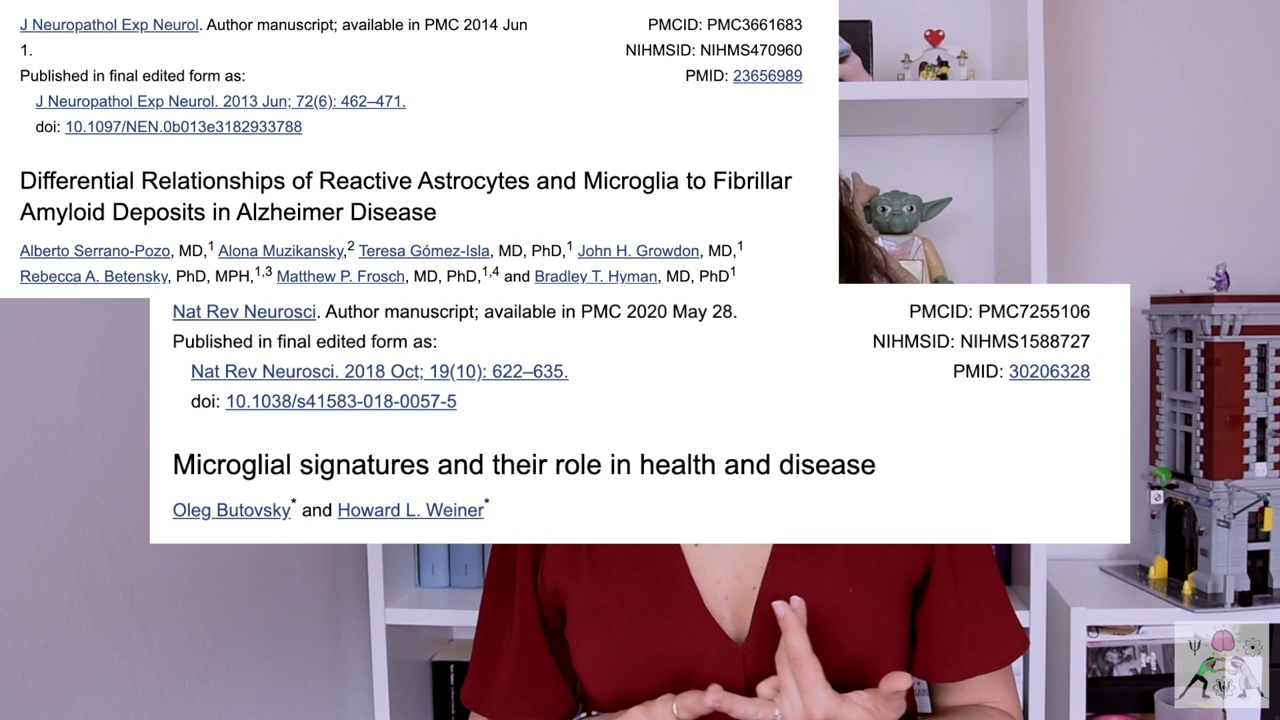 J Neuropathol Exp Neurol. Author manuscript; available in PMC 2014 Jun
1.
Published in final edited form as:
J Neuropathol Exp Neurol. 2013 Jun; 72(6): 462–471.
doi: 10.1097/NEN.0b013e3182933788
PMCID: PMC3661683
NIHMSID: NIHMS470960
PMID: 23656989
Differential Relationships of Reactive Astrocytes and Microglia to Fibrillar
Amyloid Deposits in Alzheimer Disease
Alberto Serrano-Pozo, MD,1 Alona Muzikansky,2 Teresa Gómez-Isla, MD, PhD,1 John H. Growdon, MD,1
Rebecca A. Betensky, PhD, MPH,1,3 Matthew P. Frosch, MD, PhD,1,4 and Bradley T. Hyman, MD, PhD1
Nat Rev Neurosci. Author manuscript; available in PMC 2020 May 28.
Published in final edited form as:
Nat Rev Neurosci. 2018 Oct; 19(10): 622–635.
doi: 10.1038/s41583-018-0057-5
PMCID: PMC7255106
NIHMSID: NIHMS1588727
PMID: 30206328
Microglial signatures and their role in health and disease
Oleg Butovsky* and Howard L. Weiner*
Ψ